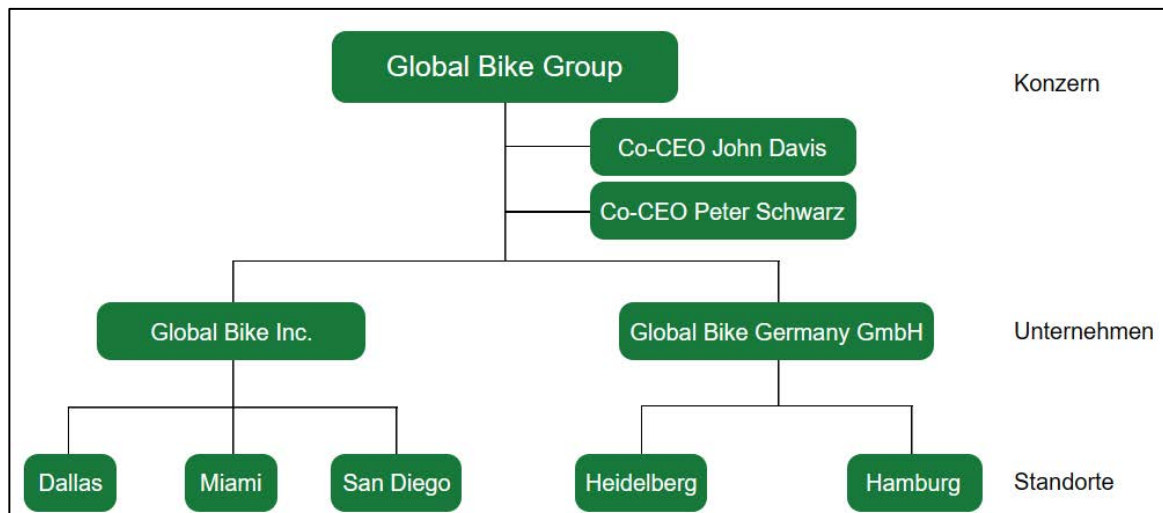 Global Bike Group
Konzern
Co-CEO John Davis
Co-CEO Peter Schwarz
Global Bike Inc.
Global Bike Germany GmbH
Unternehmen
Dallas
Miami
San Diego
Heidelberg
Hamburg
Standorte